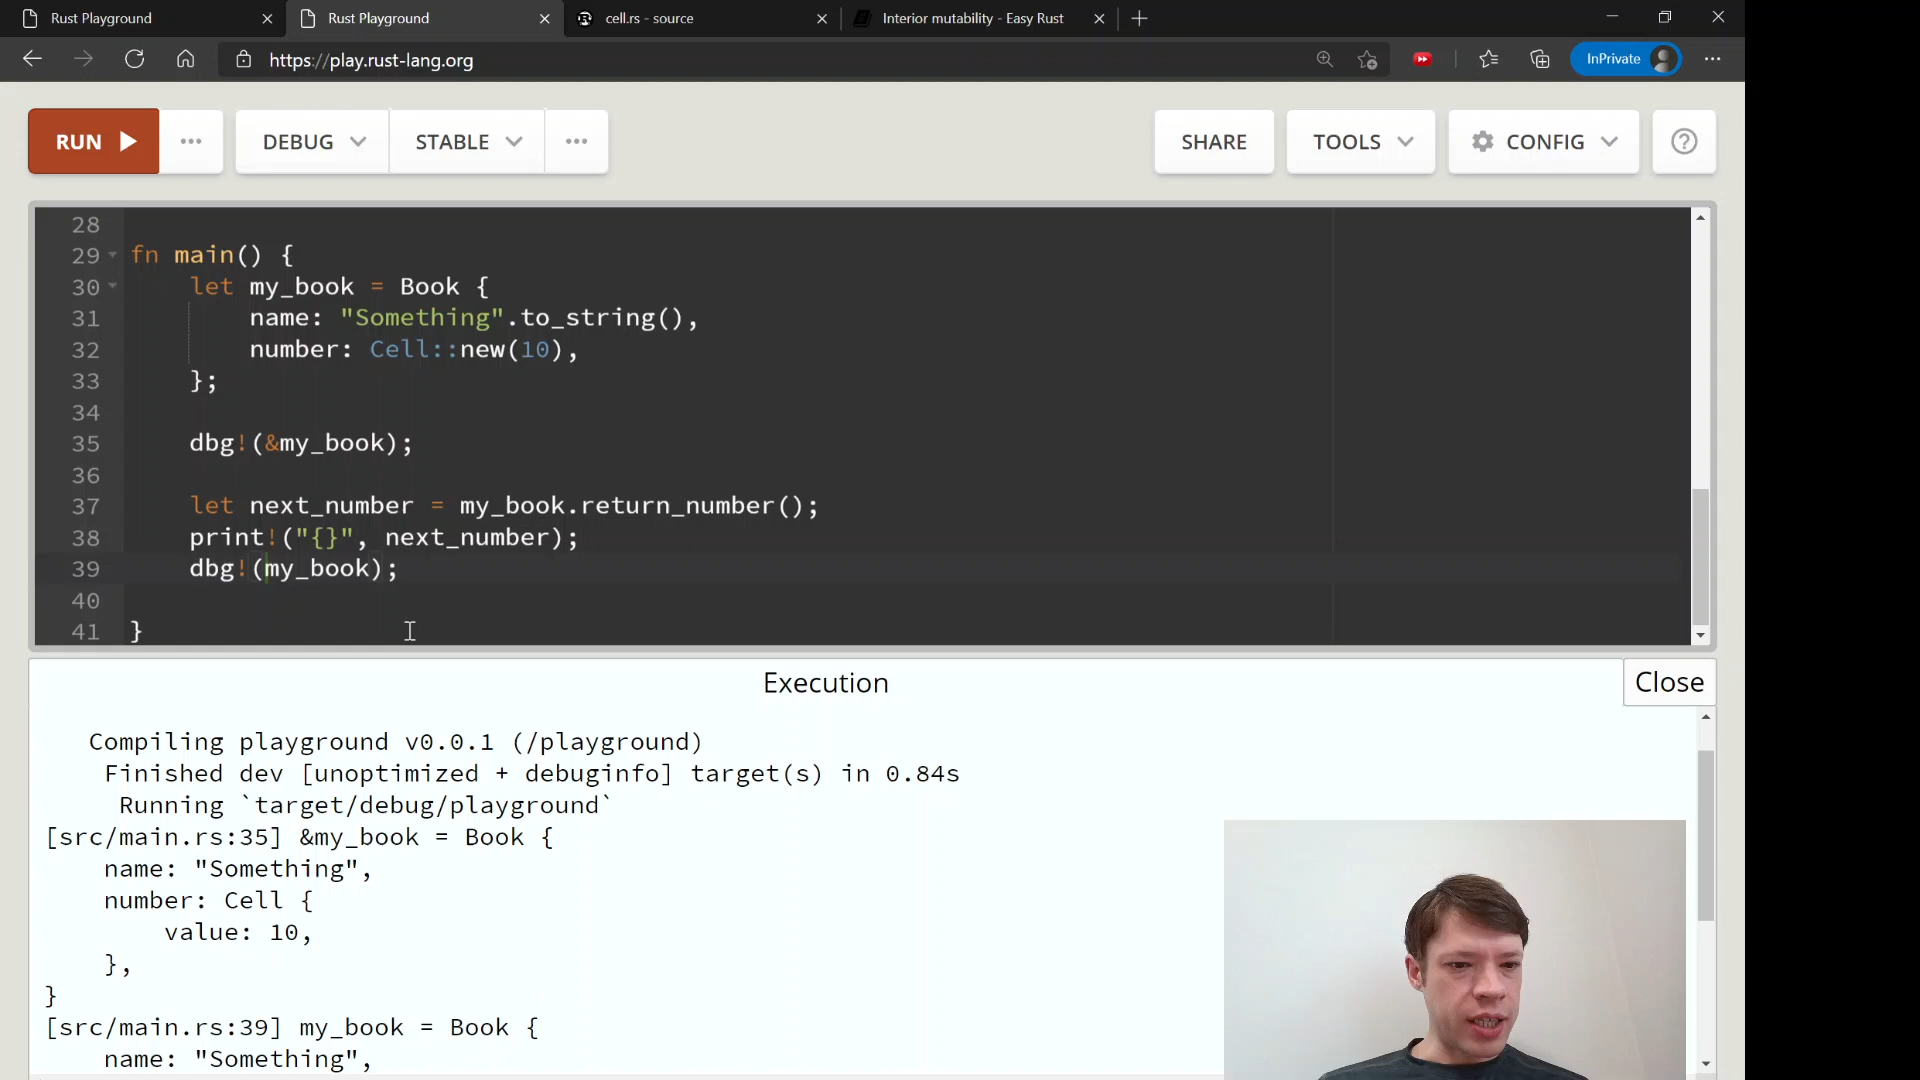 Rust Playground
Rust Playground
cell.rs - source
Interior mutability - Easy Rust
https://play.rust-lang.org
InPrivate
RUN
DEBUG
STABLE
SHARE
TOOLS
CONFIG
28
29 fn main() {
30 let my_book = Book {
31 name: "Something".to_string(),
32 number: Cell::new(10),
33 };
34
35 dbg!(&my_book);
36
37 let next_number = my_book.return_number();
38 print!("{}", next_number);
39 dbg!(my_book);
40
41 }
Execution
Close
Compiling playground v0.0.1 (/playground)
Finished dev [unoptimized + debuginfo] target(s) in 0.84s
Running `target/debug/playground`
[src/main.rs:35] &my_book = Book {
name: "Something",
number: Cell {
value: 10,
},
}
[src/main.rs:39] my_book = Book {
name: "Something",